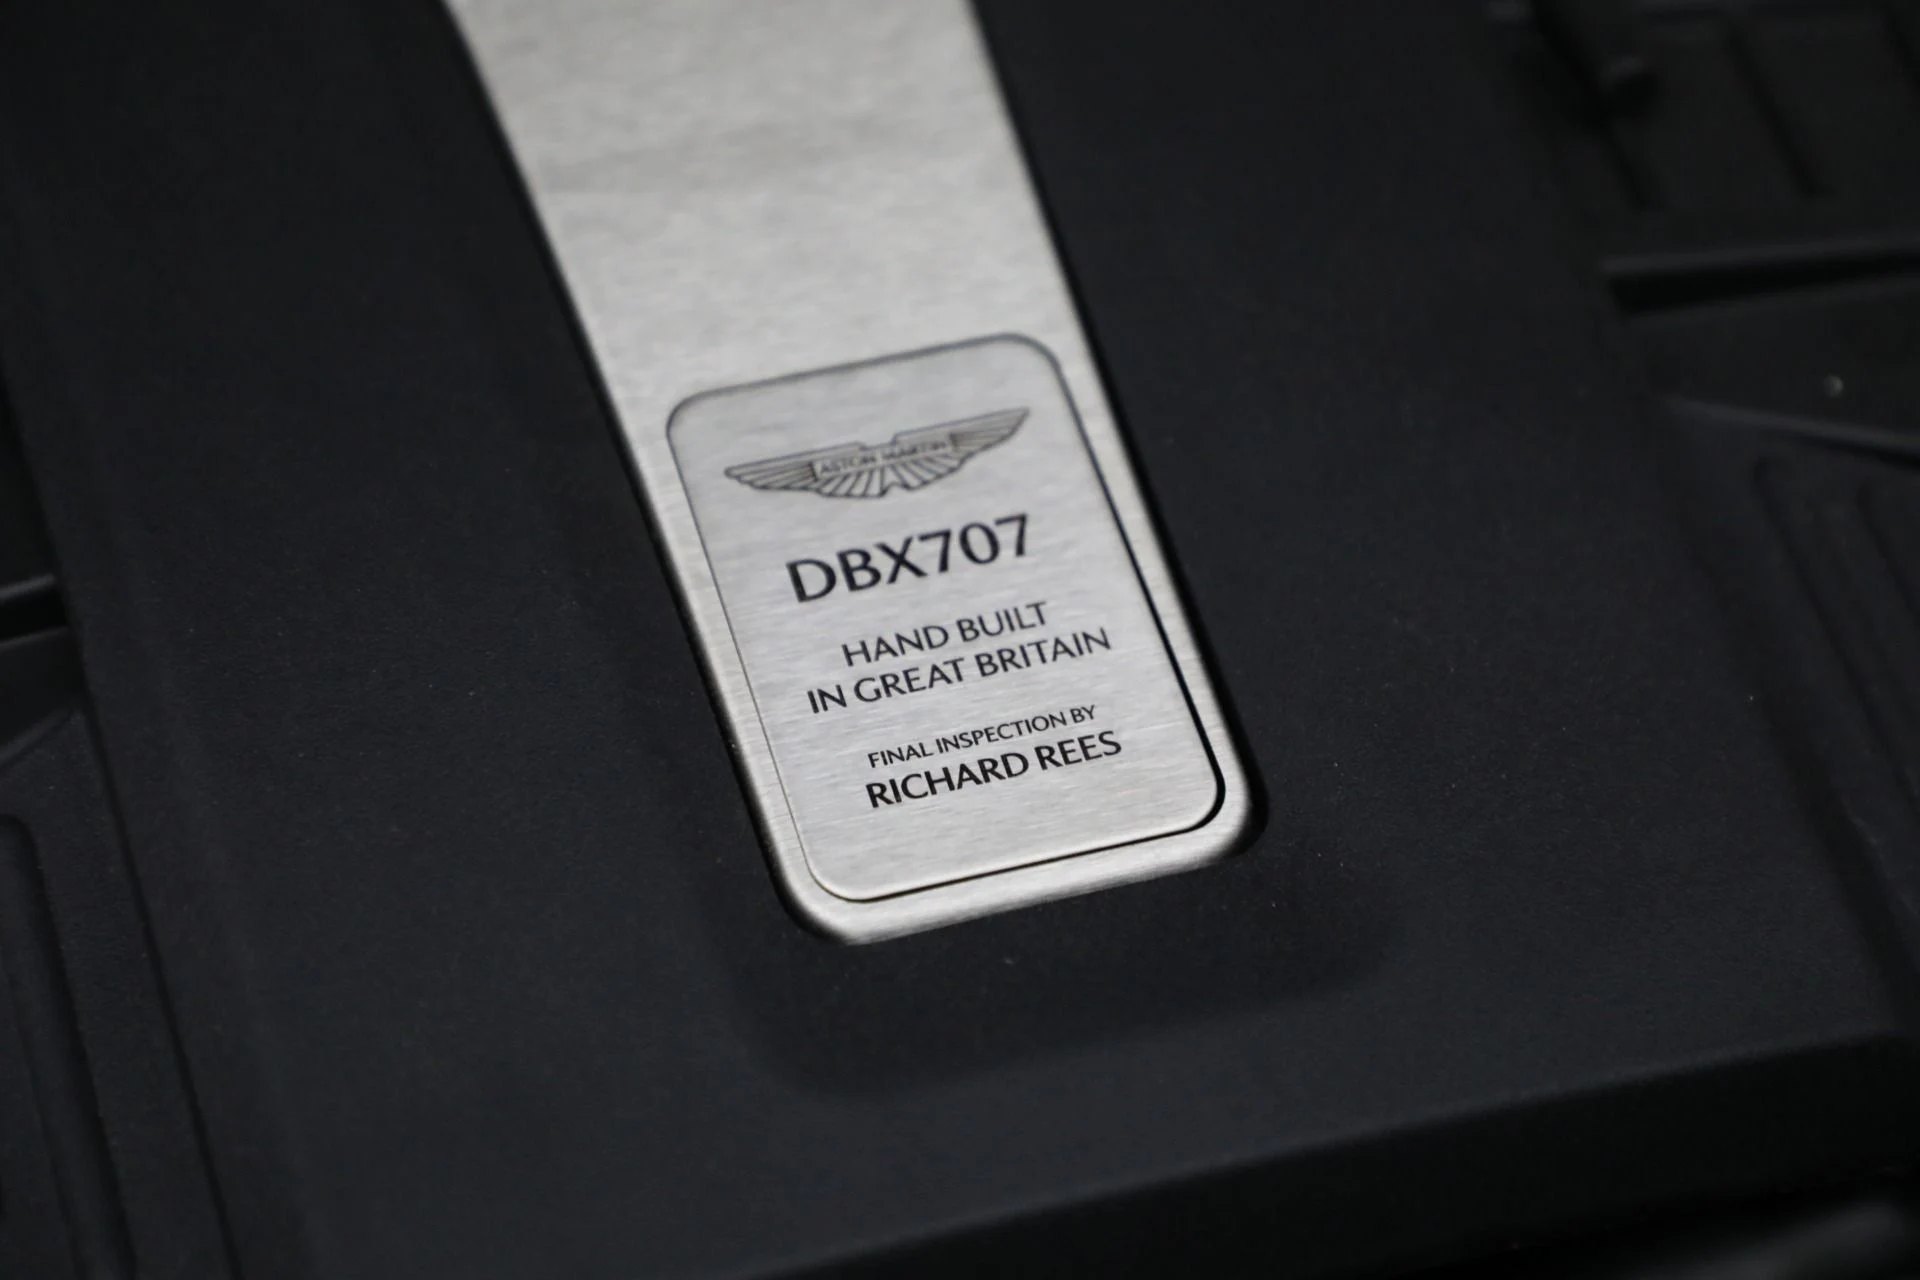 ASTON MARTIN
DBX707
HAND BUILT
IN GREAT BRITAIN
FINAL INSPECTION BY
RICHARD REES